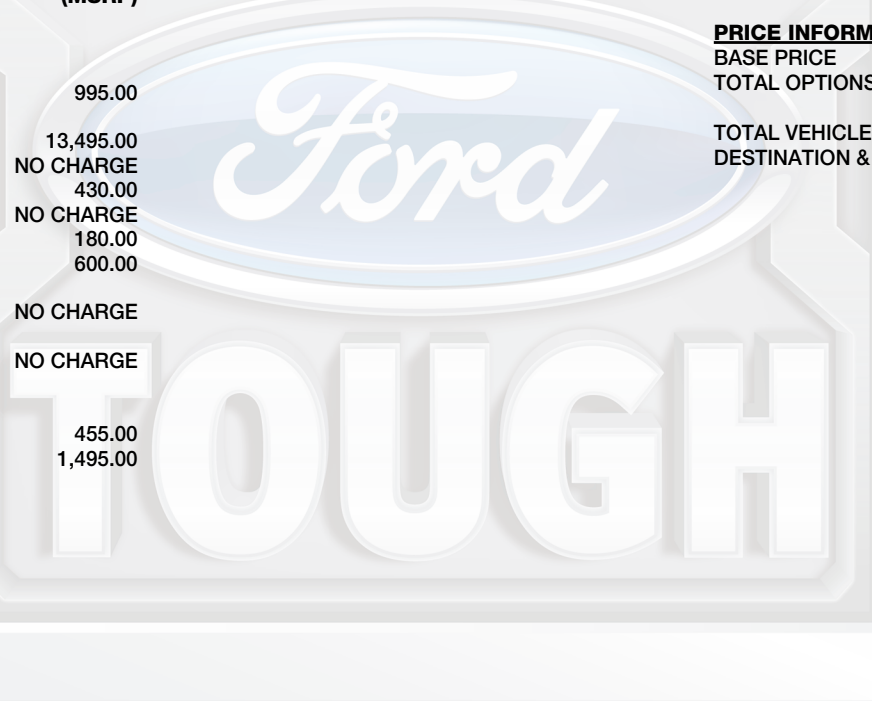 (MSRP)
995.00
13,495.00
NO CHARGE
430.00
NO CHARGE
180.00
600.00
NO CHARGE
NO CHARGE
455.00
1,495.00
PRICE INFORM
BASE PRICE
TOTAL OPTIONS
TOTAL VEHICLE
DESTINATION &
Ford
TOUGH